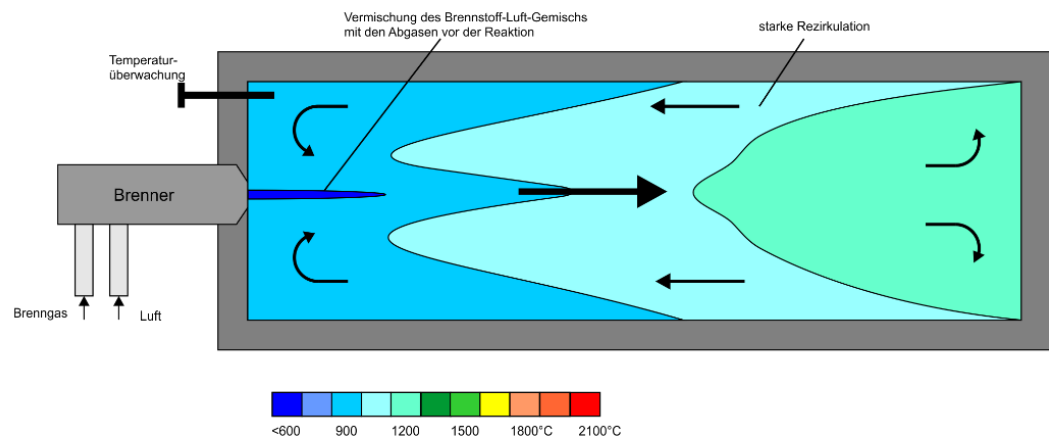 Vermischung des Brennstoff-Luft-Gemischs
mit den Abgasen vor der Reaktion
starke Rezirkulation
Temperatur-
überwachung
Brenner
Brenngas
Luft
<600 900 1200 1500 1800°C 2100°C